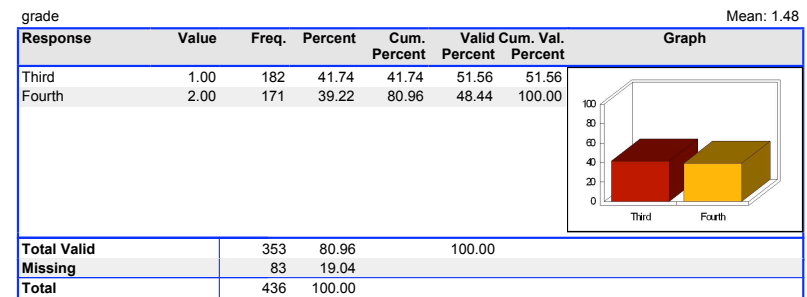 grade Mean: 1.48
Response Value Freq. Percent Cum. Percent Valid Percent Cum. Val. Percent Graph
Third 1.00 182 41.74 41.74 51.56 51.56
Fourth 2.00 171 39.22 80.96 48.44 100.00
100
80
60
40
20
0
Third Fourth
Total Valid 353 80.96 100.00
Missing 83 19.04
Total 436 100.00